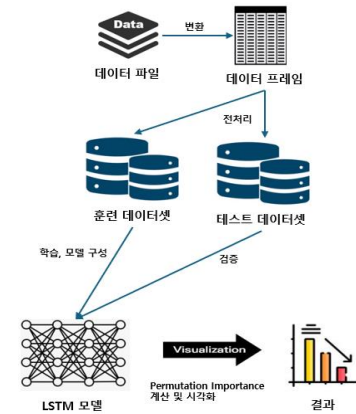 Data
변환
데이터 파일
데이터 프레임
전처리
훈련 데이터셋
테스트 데이터셋
학습, 모델 구성
검증
Visualization
Permutation Importance
계산 및 시각화
LSTM 모델
결과